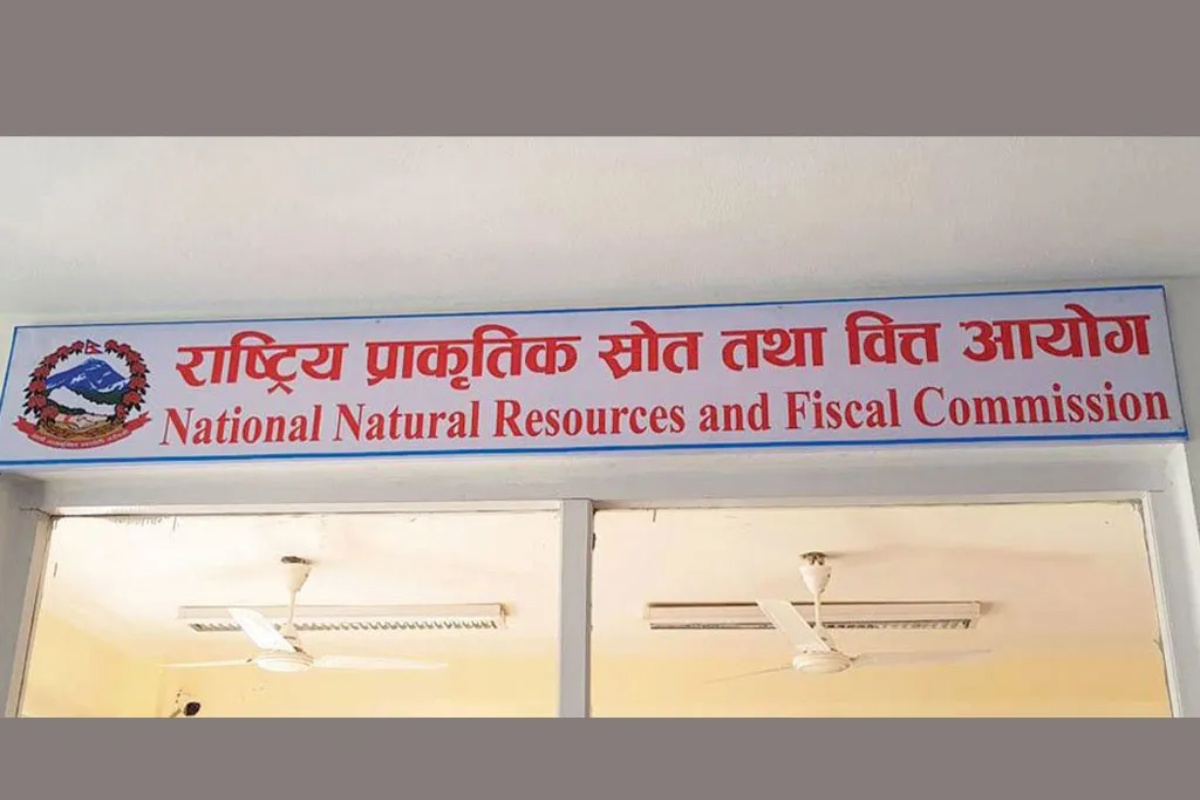 राष्ट्रिय प्राकृतिक स्रोत तथा वित्त आयोग
National Natural Resources and Fiscal Commission